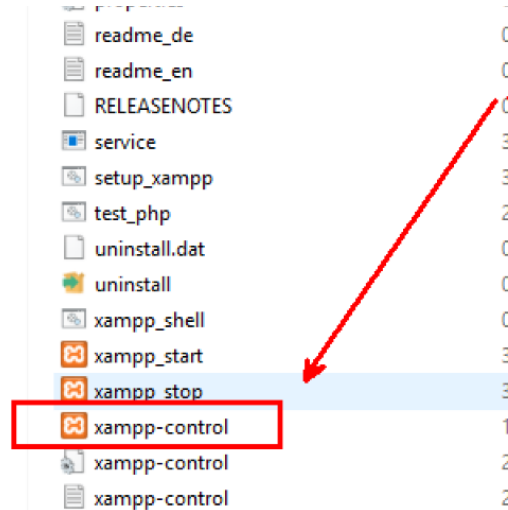 readme_de
readme_en
RELEASENOTES
service
setup_xampp
test_php
uninstall.dat
uninstall
xampp_shell
xampp_start
xampp_stop
xampp-control
xampp-control
xampp-control